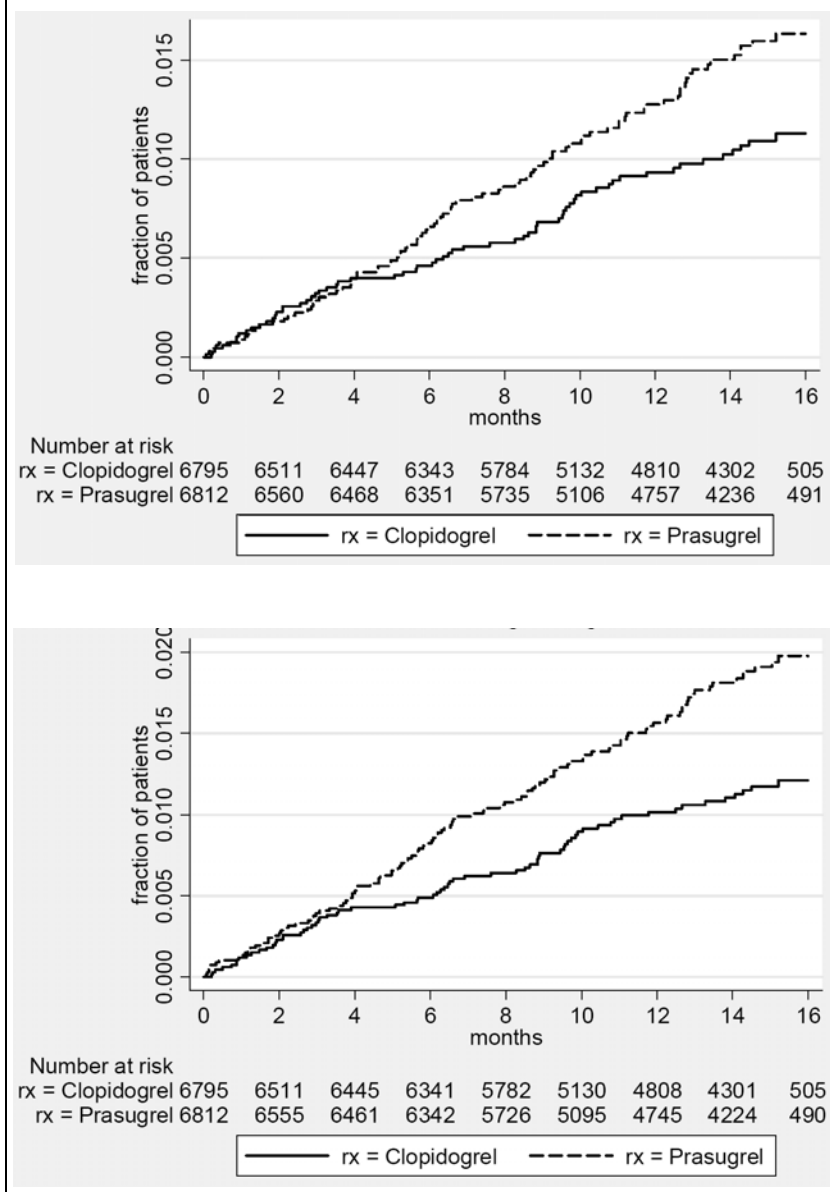 0.015
0.010
0.005
0.000
fraction of patients
0 2 4 6 8 10 12 14 16
months
Number at risk
rx = Clopidogrel 6795 6511 6447 6343 5784 5132 4810 4302 505
rx = Prasugrel 6812 6560 6468 6351 5735 5106 4757 4236 491
rx = Clopidogrel rx = Prasugrel
0.020
0.015
0.010
0.005
0.000
fraction of patients
0 2 4 6 8 10 12 14 16
months
Number at risk
rx = Clopidogrel 6795 6511 6445 6341 5782 5130 4808 4301 505
rx = Prasugrel 6812 6555 6461 6342 5726 5095 4745 4224 490
rx = Clopidogrel rx = Prasugrel